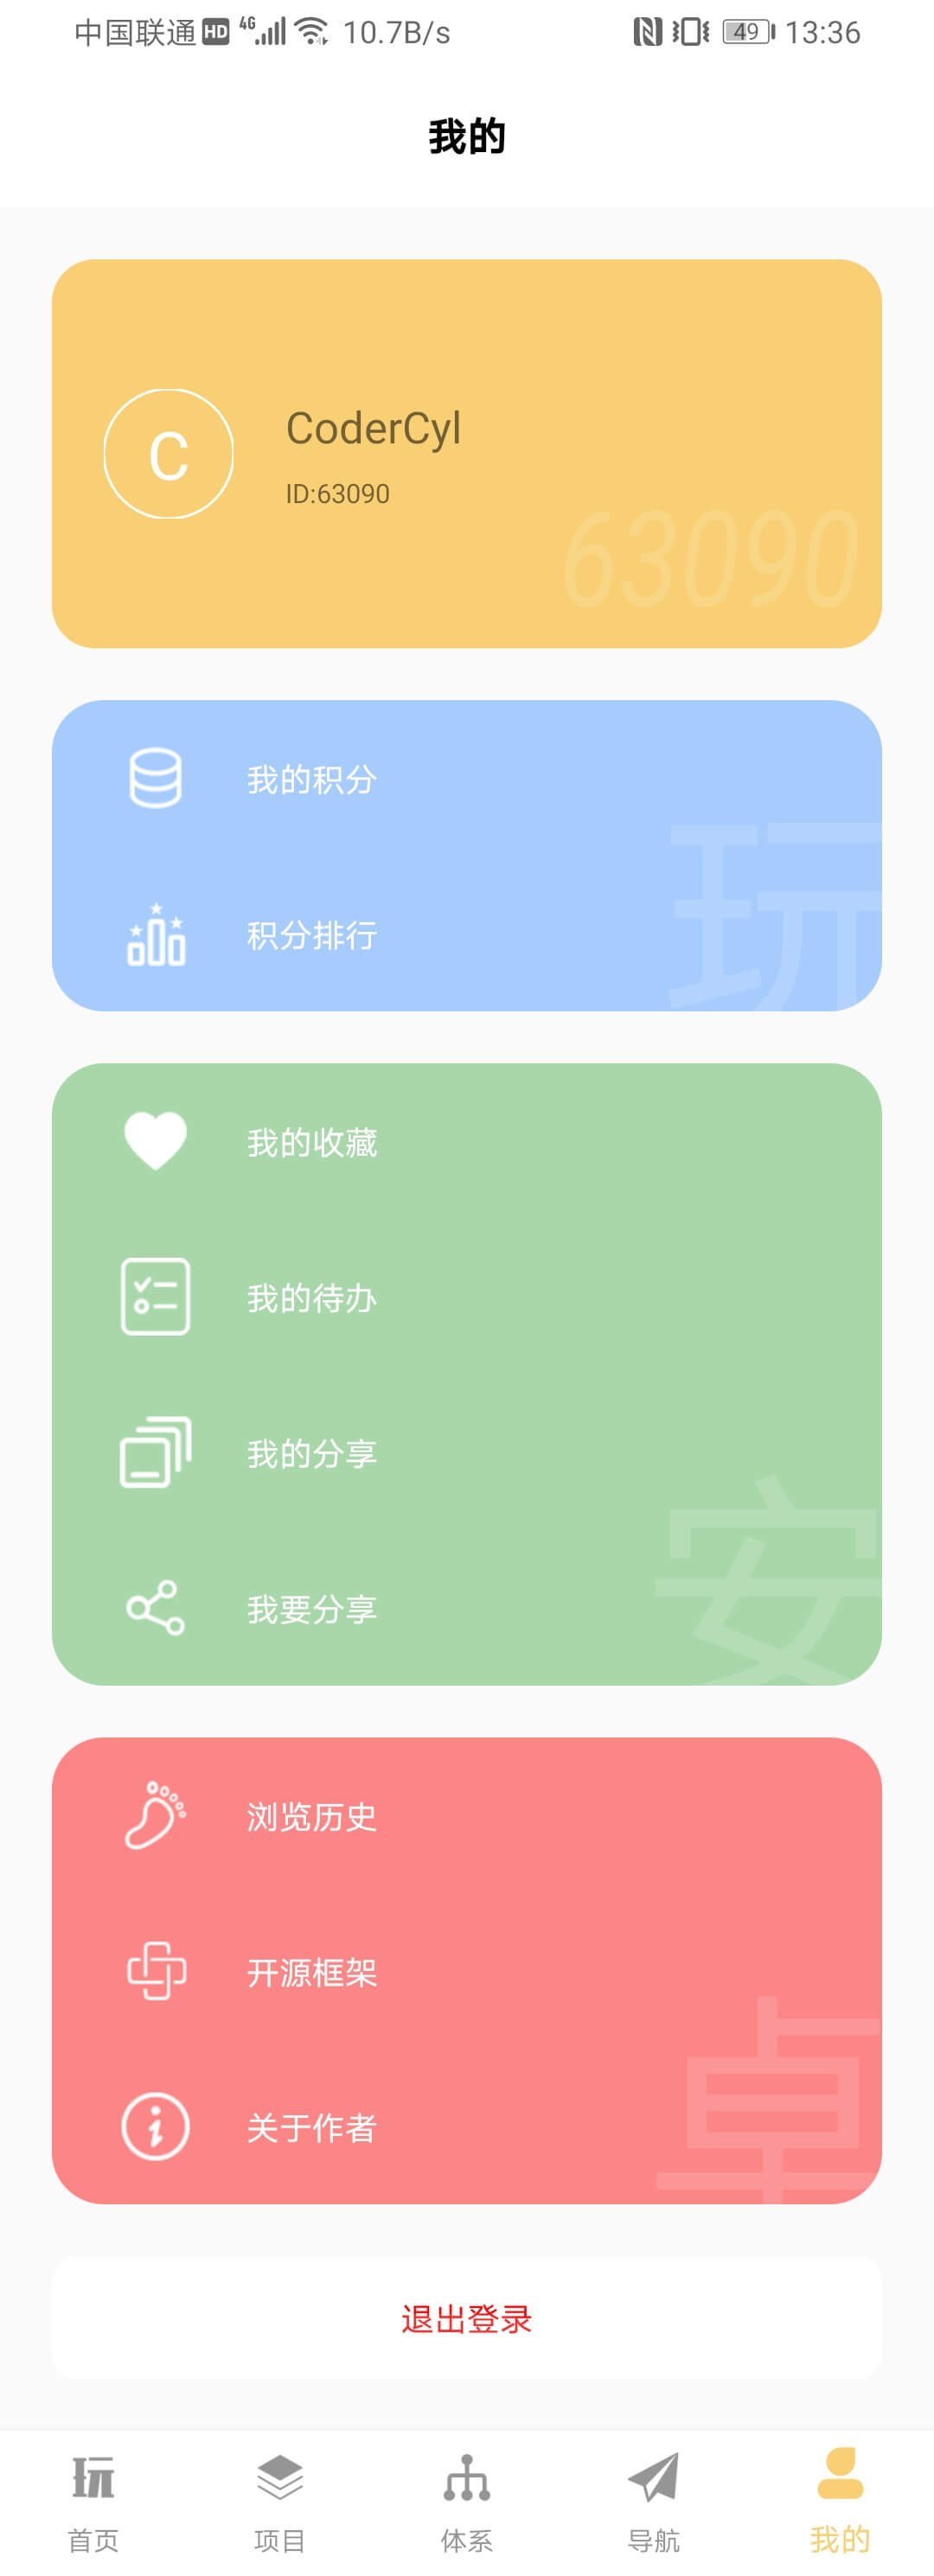 中国联通 HD 4G 10.7B/s 49 13:36
我的
C
CoderCyl
ID:63090
63090
我的积分
积分排行
玩
我的收藏
我的待办
我的分享
我要分享
安
浏览历史
开源框架
关于作者
卓
退出登录
玩
首页 项目 体系 导航 我的